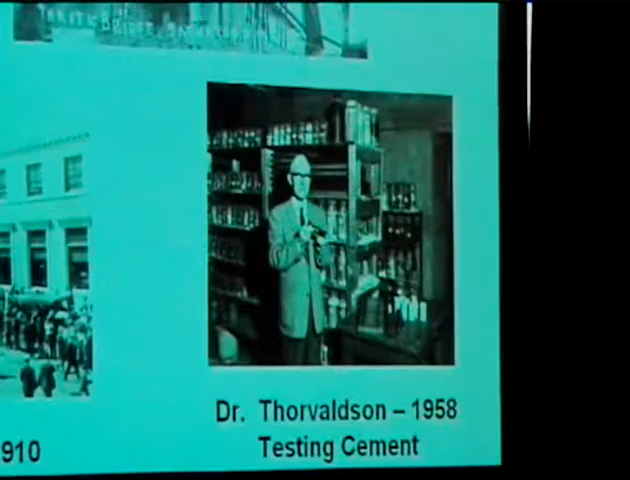 910
Dr. Thorvaldson – 1958
Testing Cement